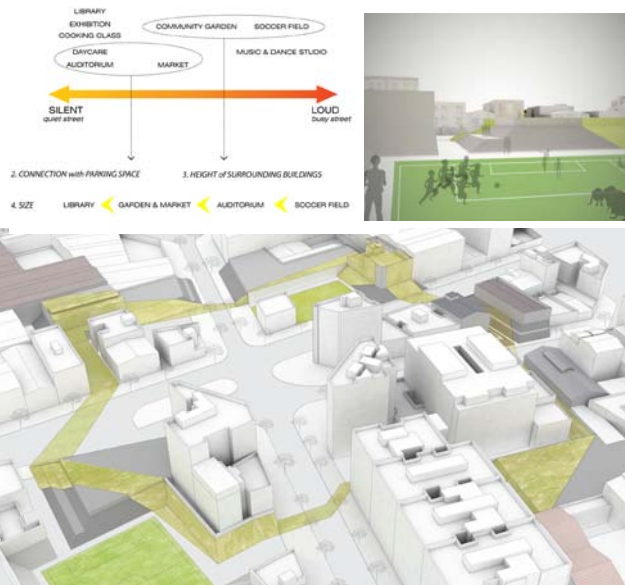 LIBRARY
EXHIBITION
COOKING CLASS
COMMUNITY GARDEN SOCCER FIELD
DAYCARE
AUDITORIUM MARKET
MUSIC & DANCE STUDIO
SILENT
quiet street
LOUD
busy street
2. CONNECTION with PARKING SPACE 3. HEIGHT of SURROUNDING BUILDINGS
4. SIZE LIBRARY GARDEN & MARKET AUDITORIUM SOCCER FIELD